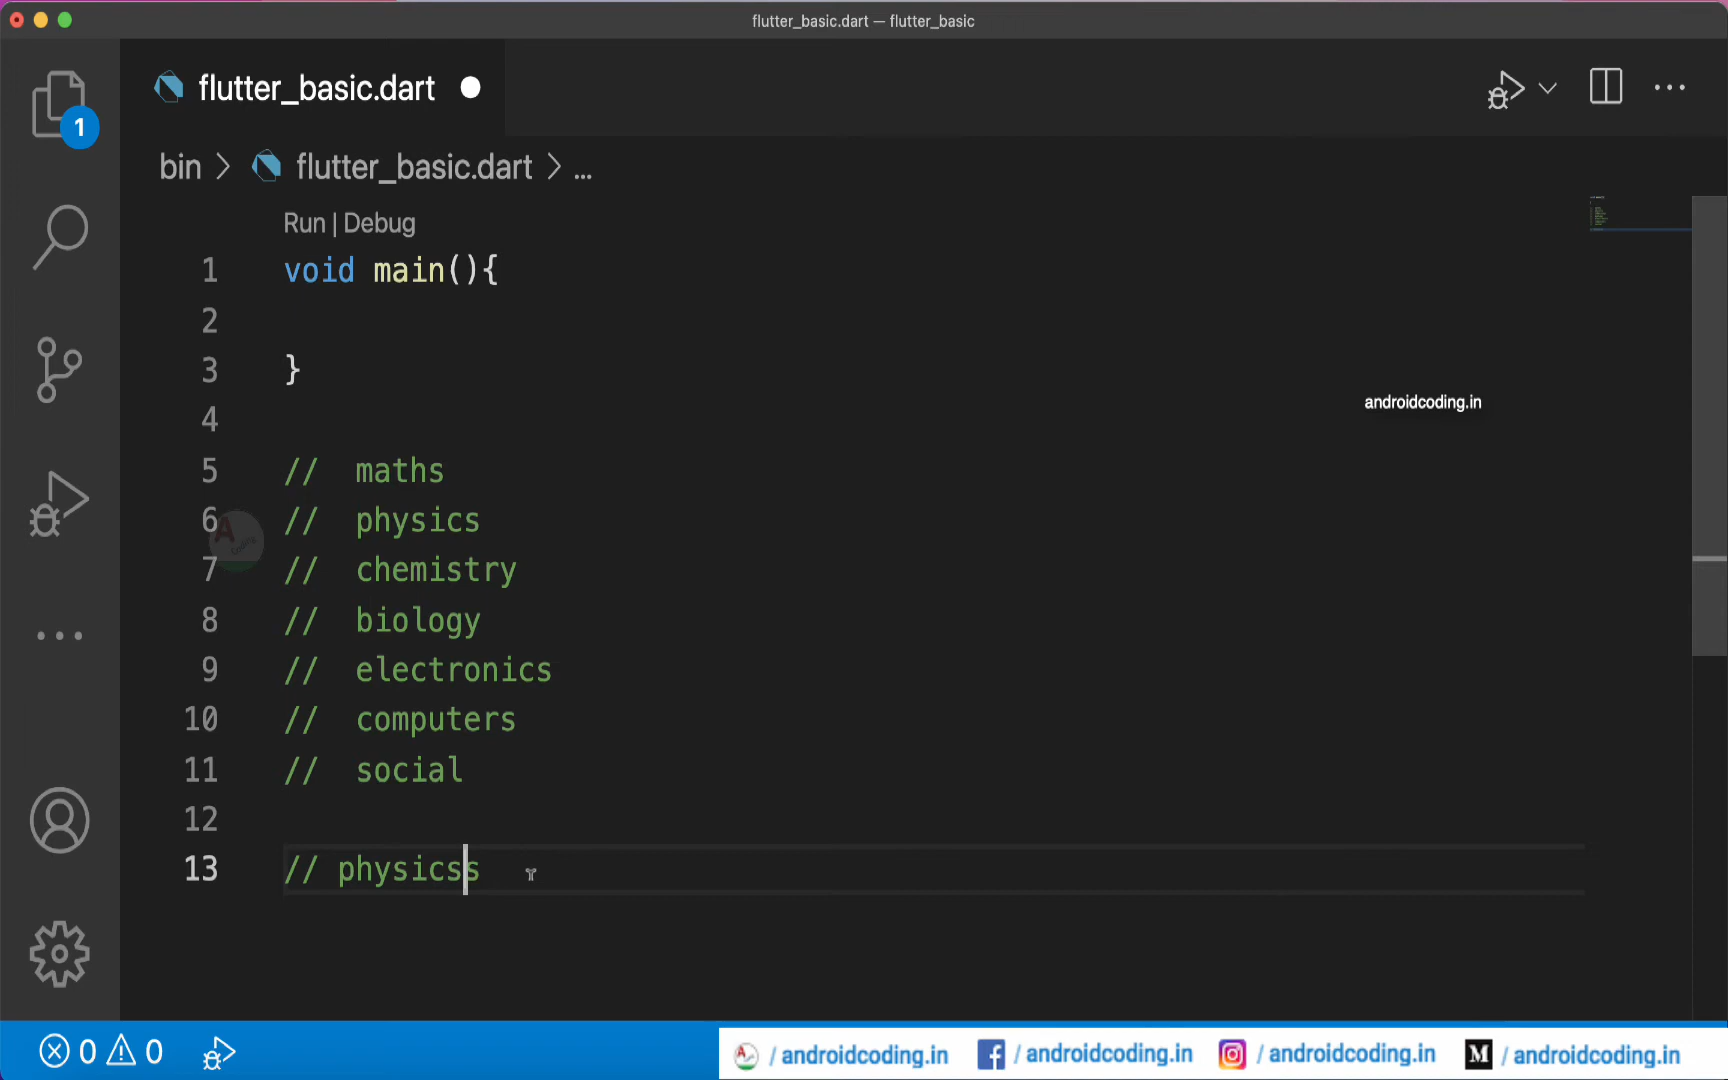 flutter_basic.dart — flutter_basic
flutter_basic.dart
1
bin > flutter_basic.dart > ...
Run | Debug
1 void main(){
2
3 }
4
androidcoding.in
5 //  maths
6 //  physics
7 //  chemistry
8 //  biology
9 //  electronics
10 //  computers
11 //  social
12
13 // physicss
0 0
/ androidcoding.in / androidcoding.in / androidcoding.in M / androidcoding.in